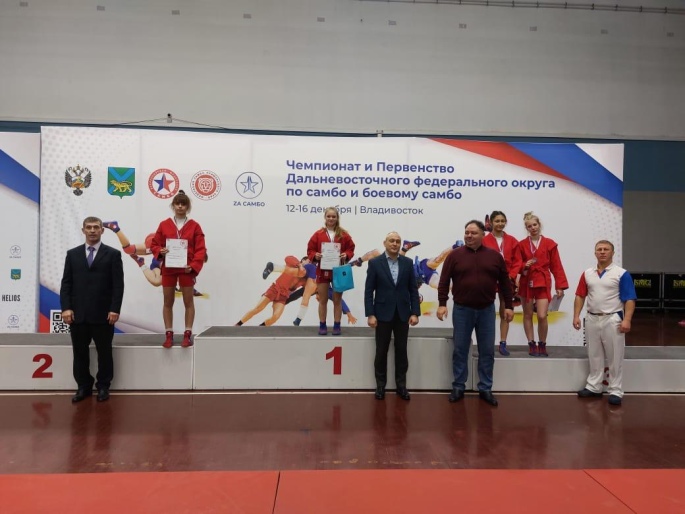 Чемпионат и Первенство
Дальневосточного федерального округа
по самбо и боевому самбо
12-16 декабря | Владивосток
ZA САМБО
HELIOS
2
1